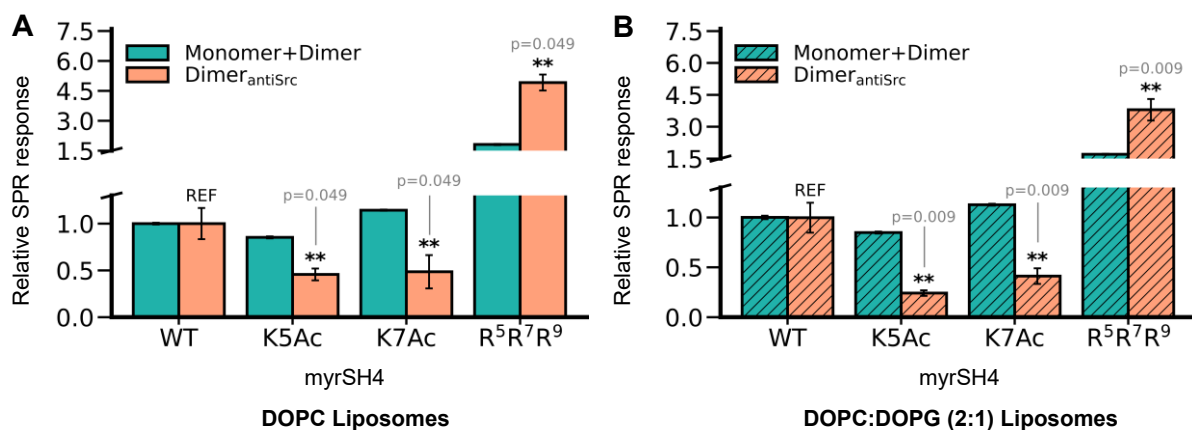 A
Relative SPR response
7.5
6.0
4.5
3.0
1.5
1.0
0.5
0.0
Monomer+Dimer
Dimer_antiSrc
REF
p=0.049
**
p=0.049
**
p=0.049
**
WT
K5Ac
K7Ac
R⁵R⁷R⁹
myrSH4
DOPC Liposomes
B
Relative SPR response
7.5
6.0
4.5
3.0
1.5
1.0
0.5
0.0
Monomer+Dimer
Dimer_antiSrc
REF
p=0.009
**
p=0.009
**
p=0.009
**
WT
K5Ac
K7Ac
R⁵R⁷R⁹
myrSH4
DOPC:DOPG (2:1) Liposomes